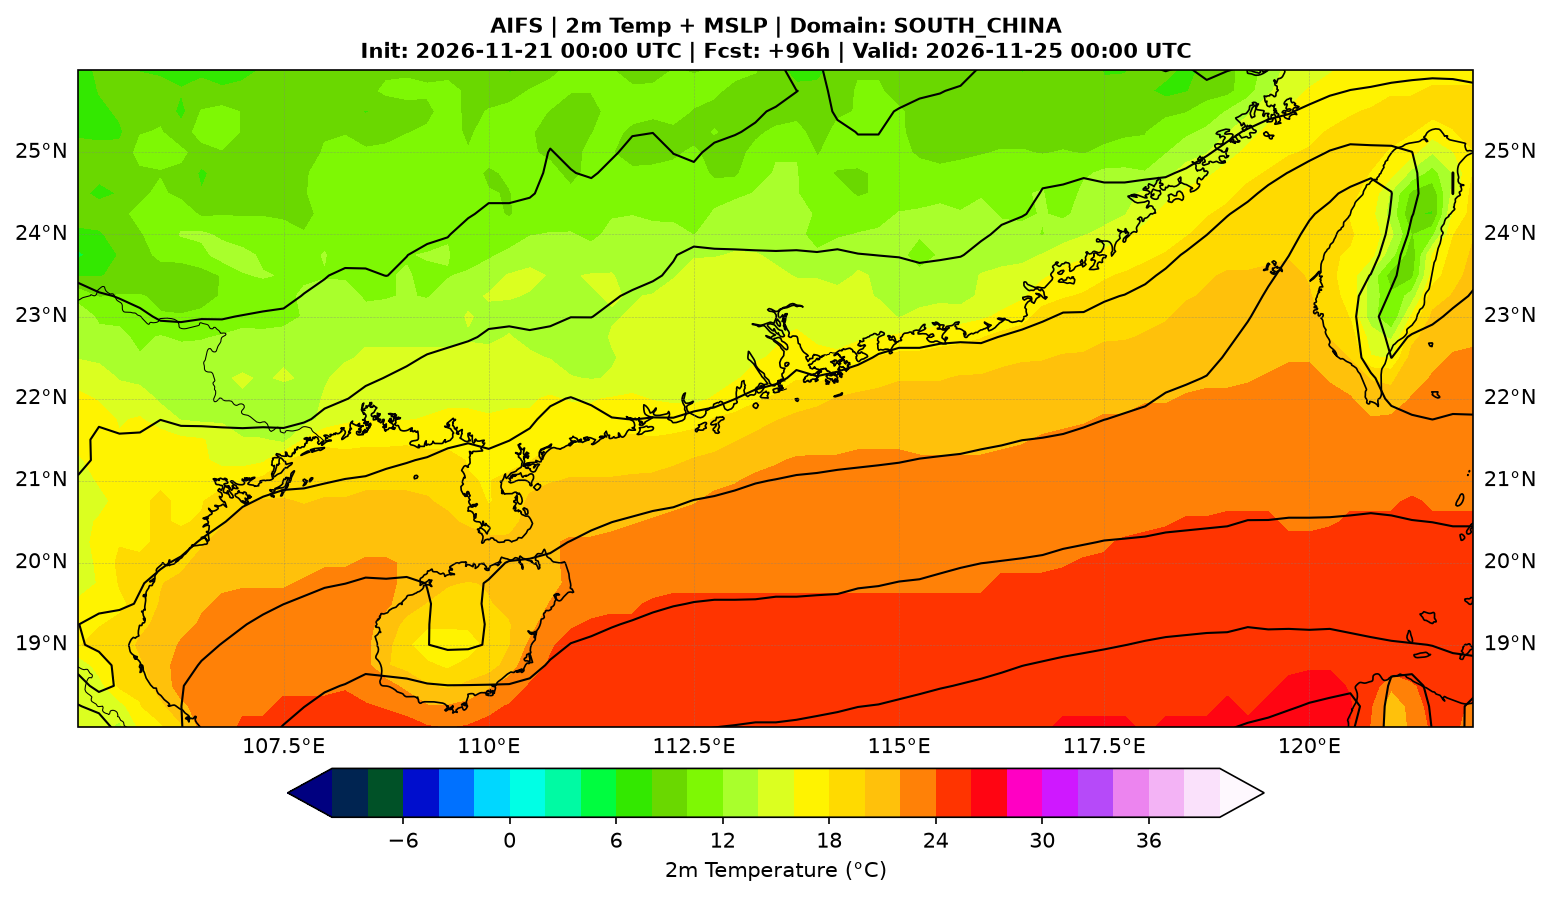 AIFS | 2m Temp + MSLP | Domain: SOUTH_CHINA
Init: 2026-11-21 00:00 UTC | Fcst: +96h | Valid: 2026-11-25 00:00 UTC
25°N 25°N
24°N 24°N
23°N 23°N
22°N 22°N
21°N 21°N
20°N 20°N
19°N 19°N
107.5°E 110°E 112.5°E 115°E 117.5°E 120°E
−6 0 6 12 18 24 30 36
2m Temperature (°C)